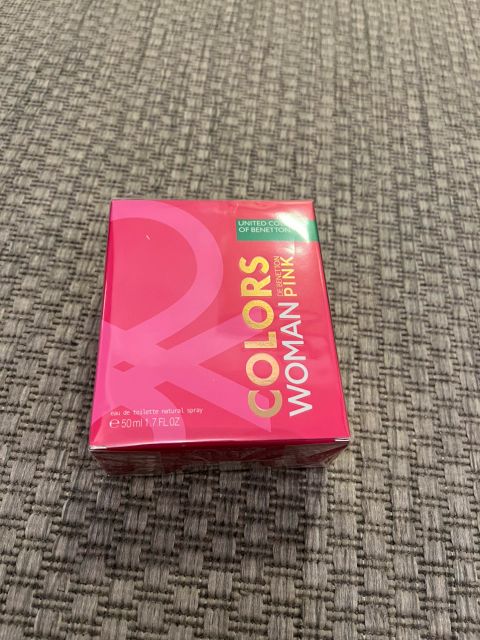 UNITED COLORS
OF BENETTON
COLORS
DE BENETTON
WOMAN PINK
eau de toilette natural spray
e 50 ml 1.7 FL.OZ